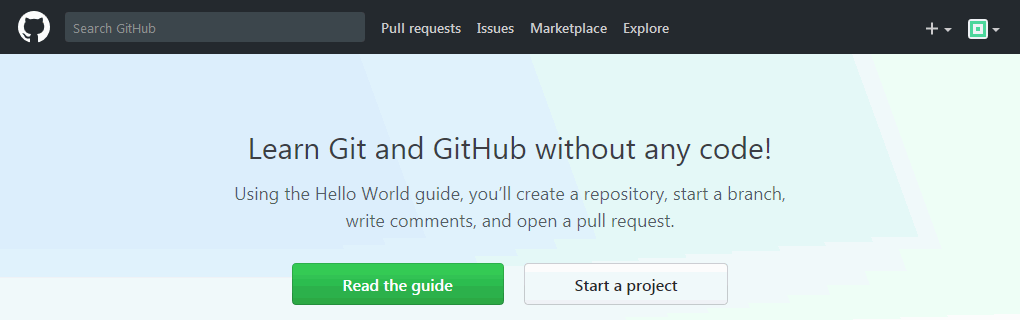 Search GitHub Pull requests Issues Marketplace Explore
Learn Git and GitHub without any code!
Using the Hello World guide, you’ll create a repository, start a branch,
write comments, and open a pull request.
Read the guide Start a project